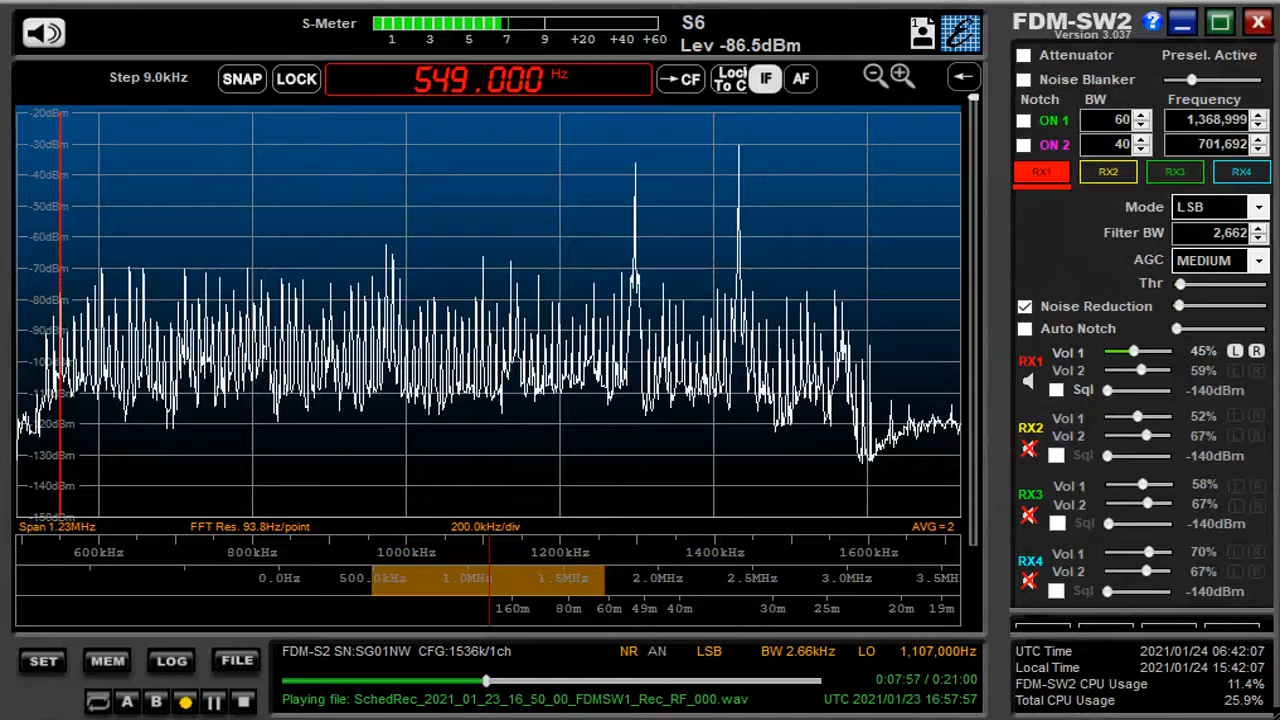 S-Meter
1 3 5 7 9 +20 +40 +60
S6
Lev -86.5dBm
FDM-SW2
Version 3.037
?
X
Step 9.0kHz
SNAP
LOCK
549.000 Hz
→CF
Lock To C
IF
AF
←
-20dBm
-30dBm
-40dBm
-50dBm
-60dBm
-70dBm
-80dBm
-90dBm
-100dBm
-110dBm
-120dBm
-130dBm
-140dBm
-150dBm
Span 1.23MHz
FFT Res. 93.8Hz/point
200.0kHz/div
AVG=2
600kHz 800kHz 1000kHz 1200kHz 1400kHz 1600kHz
0.0Hz 500.0kHz 1.0MHz 1.5MHz 2.0MHz 2.5MHz 3.0MHz 3.5MH
160m 80m 60m 49m 40m 30m 25m 20m 19m
Attenuator
Presel. Active
Noise Blanker
Notch BW Frequency
ON 1 60 1,368,999
ON 2 40 701,692
RX1 RX2 RX3 RX4
Mode LSB
Filter BW 2,662
AGC MEDIUM
Thr
Noise Reduction
Auto Notch
RX1
Vol 1 45% L R
Vol 2 59% L R
Sql -140dBm
RX2
Vol 1 52% L R
Vol 2 67% L R
Sql -140dBm
RX3
Vol 1 58% L R
Vol 2 67% L R
Sql -140dBm
RX4
Vol 1 70% L R
Vol 2 67% L R
Sql -140dBm
SET
MEM
LOG
FILE
A
B
FDM-S2 SN:SG01NW CFG:1536k/1ch
NR AN LSB BW 2.66kHz LO 1,107,000Hz
0:07:57 / 0:21:00
Playing file: SchedRec_2021_01_23_16_50_00_FDMSW1_Rec_RF_000.wav
UTC 2021/01/23 16:57:57
UTC Time 2021/01/24 06:42:07
Local Time 2021/01/24 15:42:07
FDM-SW2 CPU Usage 11.4%
Total CPU Usage 25.9%